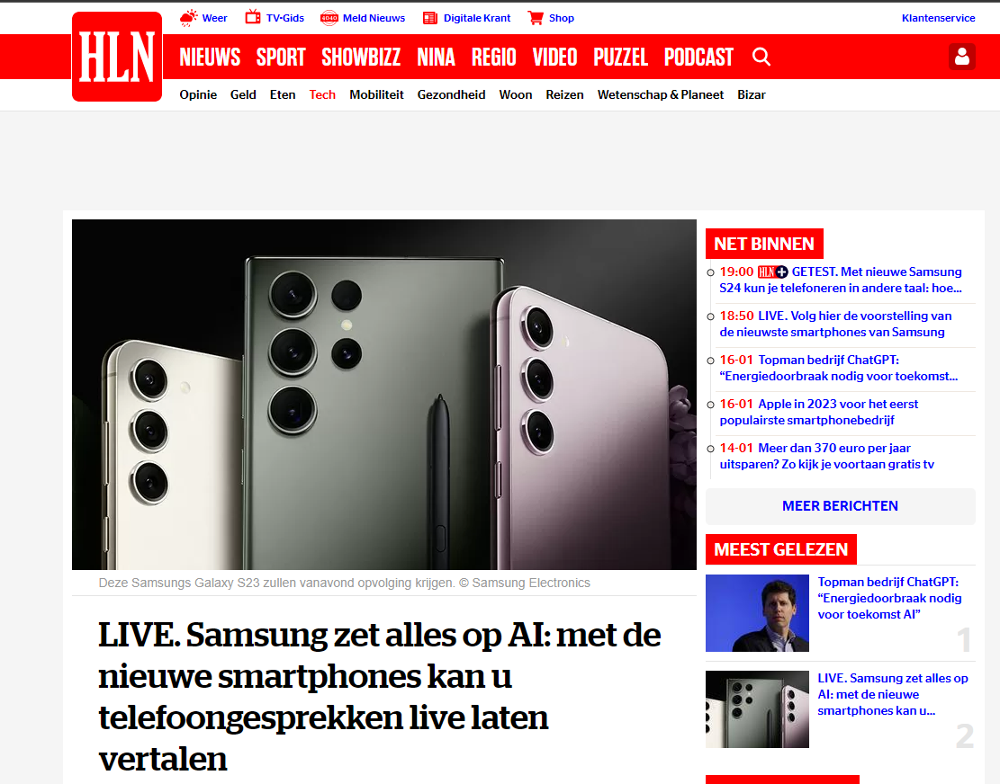 Weer TV-Gids 4040 Meld Nieuws Digitale Krant Shop Klantenservice
HLN
NIEUWS SPORT SHOWBIZZ NINA REGIO VIDEO PUZZEL PODCAST
Opinie Geld Eten Tech Mobiliteit Gezondheid Woon Reizen Wetenschap & Planeet Bizar
Deze Samsungs Galaxy S23 zullen vanavond opvolging krijgen. © Samsung Electronics
LIVE. Samsung zet alles op AI: met de
nieuwe smartphones kan u
telefoongesprekken live laten
vertalen
NET BINNEN
19:00 HLN+ GETEST. Met nieuwe Samsung
S24 kun je telefoneren in andere taal: hoe...
18:50 LIVE. Volg hier de voorstelling van
de nieuwste smartphones van Samsung
16-01 Topman bedrijf ChatGPT:
“Energiedoorbraak nodig voor toekomst...
16-01 Apple in 2023 voor het eerst
populairste smartphonebedrijf
14-01 Meer dan 370 euro per jaar
uitsparen? Zo kijk je voortaan gratis tv
MEER BERICHTEN
MEEST GELEZEN
Topman bedrijf ChatGPT:
“Energiedoorbraak nodig
voor toekomst AI”
1
LIVE. Samsung zet alles op
AI: met de nieuwe
smartphones kan u...
2